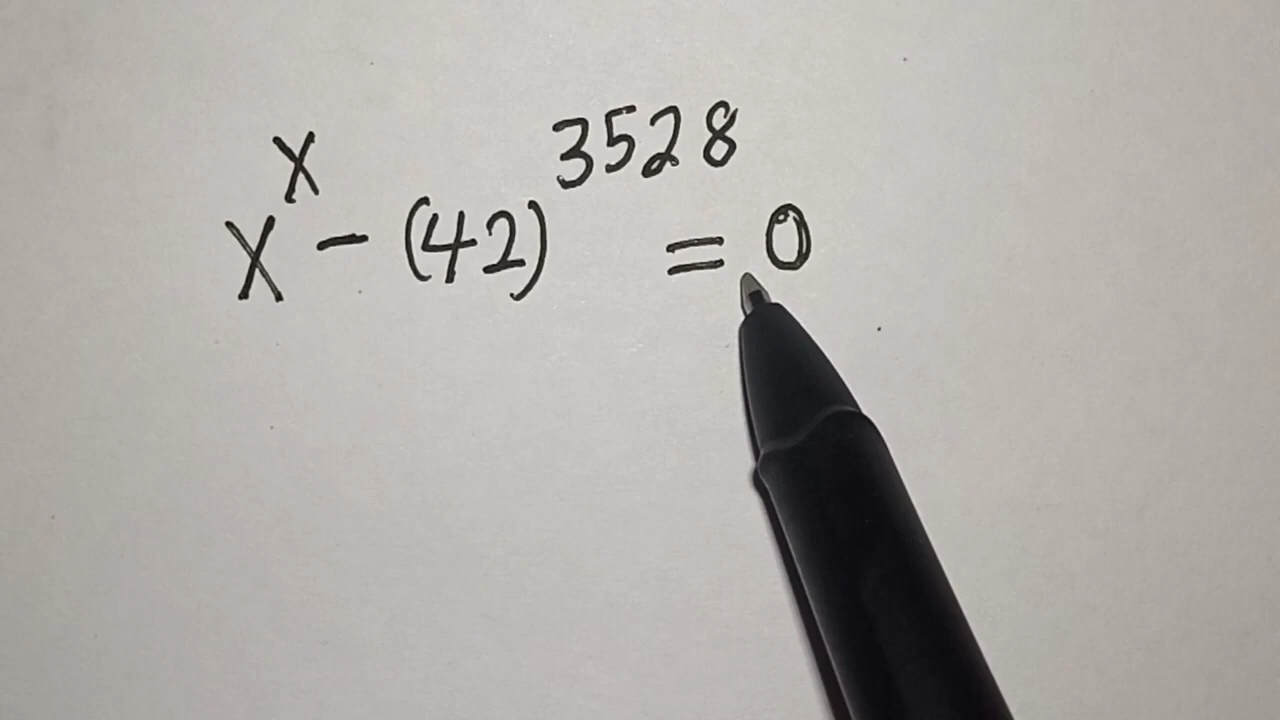 x^x - (42)^3528 = 0